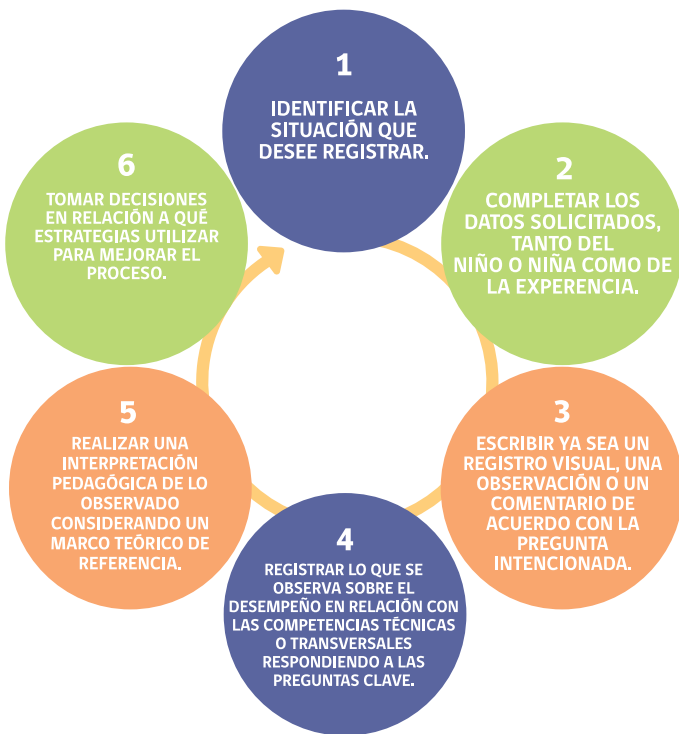 1
IDENTIFICAR LA
SITUACIÓN QUE
DESEE REGISTRAR.
2
COMPLETAR LOS
DATOS SOLICITADOS,
TANTO DEL
NIÑO O NIÑA COMO DE
LA EXPERENCIA.
3
ESCRIBIR YA SEA UN
REGISTRO VISUAL, UNA
OBSERVACIÓN O UN
COMENTARIO DE
ACUERDO CON LA
PREGUNTA
INTENCIONADA.
4
REGISTRAR LO QUE SE
OBSERVA SOBRE EL
DESEMPEÑO EN RELACIÓN CON
LAS COMPETENCIAS TÉCNICAS
O TRANSVERSALES
RESPONDIENDO A LAS
PREGUNTAS CLAVE.
5
REALIZAR UNA
INTERPRETACIÓN
PEDAGÓGICA DE LO
OBSERVADO
CONSIDERANDO UN
MARCO TEÓRICO DE
REFERENCIA.
6
TOMAR DECISIONES
EN RELACIÓN A QUÉ
ESTRATEGIAS UTILIZAR
PARA MEJORAR EL
PROCESO.